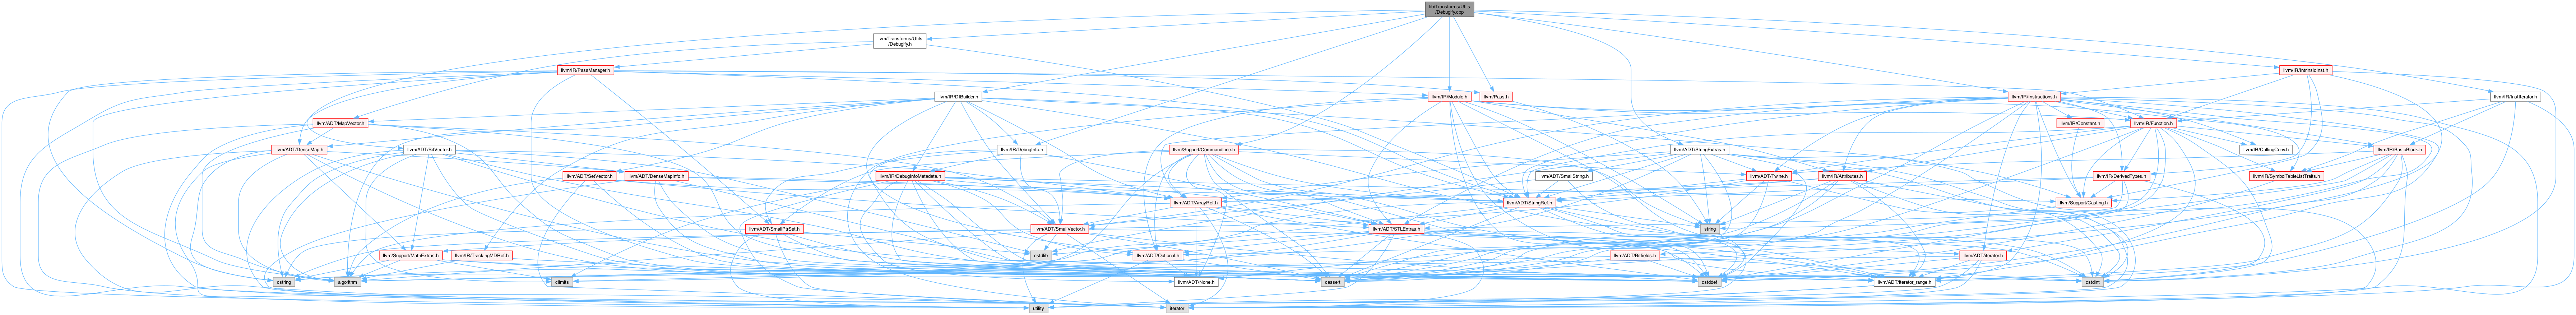 lib/Transforms/Utils
/Debugify.cpp
llvm/Transforms/Utils
/Debugify.h
llvm/IR/PassManager.h
llvm/IR/IntrinsicInst.h
llvm/IR/DIBuilder.h
llvm/IR/Module.h
llvm/Pass.h
llvm/IR/Instructions.h
llvm/IR/InstIterator.h
llvm/ADT/MapVector.h
llvm/IR/Constant.h
llvm/IR/Function.h
llvm/ADT/DenseMap.h
llvm/ADT/BitVector.h
llvm/IR/DebugInfo.h
llvm/Support/CommandLine.h
llvm/ADT/StringExtras.h
llvm/IR/CallingConv.h
llvm/IR/BasicBlock.h
llvm/ADT/SetVector.h
llvm/ADT/DenseMapInfo.h
llvm/IR/DebugInfoMetadata.h
llvm/ADT/SmallString.h
llvm/ADT/Twine.h
llvm/IR/Attributes.h
llvm/IR/DerivedTypes.h
llvm/IR/SymbolTableListTraits.h
llvm/ADT/ArrayRef.h
llvm/ADT/StringRef.h
llvm/Support/Casting.h
llvm/ADT/SmallPtrSet.h
llvm/ADT/SmallVector.h
llvm/ADT/STLExtras.h
string
llvm/Support/MathExtras.h
llvm/IR/TrackingMDRef.h
cstdlib
llvm/ADT/Optional.h
llvm/ADT/Bitfields.h
llvm/ADT/iterator.h
cstring
algorithm
climits
llvm/ADT/None.h
cassert
cstddef
llvm/ADT/iterator_range.h
cstdint
utility
iterator